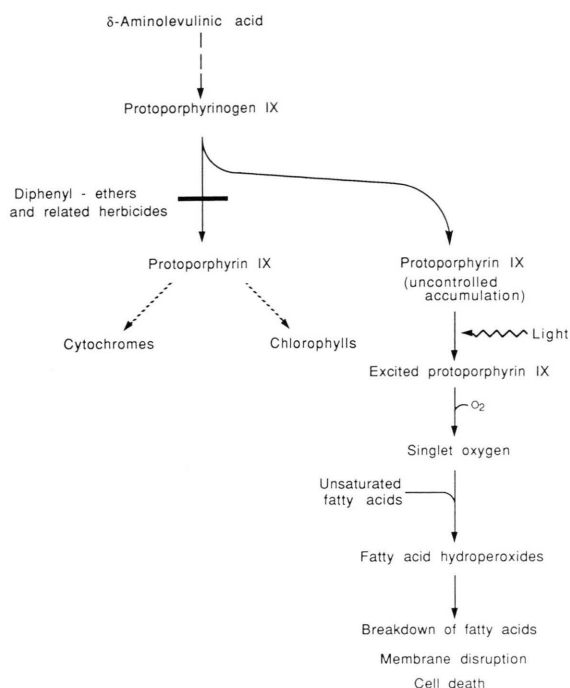 δ-Aminolevulinic acid
Protoporphyrinogen IX
Diphenyl - ethers
and related herbicides
Protoporphyrin IX
Cytochromes
Chlorophylls
Protoporphyrin IX
(uncontrolled
accumulation)
Light
Excited protoporphyrin IX
O₂
Singlet oxygen
Unsaturated
fatty acids
Fatty acid hydroperoxides
Breakdown of fatty acids
Membrane disruption
Cell death